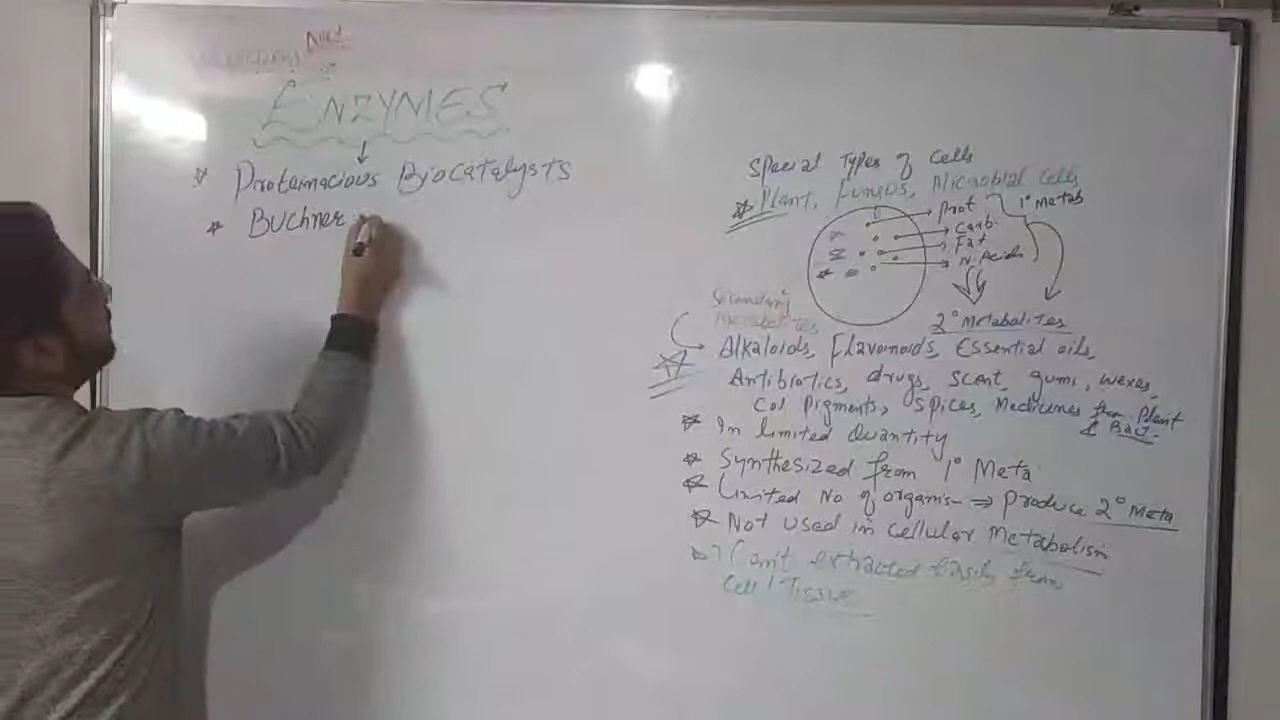 ENZYMES
Proteinacious Biocatalysts
Buchner
Special Types of Cells
Plant, Fungus, Microbial Cells
Prot
1° Metab
Carb.
Fat
N. Acids
2° Metabolites
Secondary
Metabolites
Alkaloids, Flavonoids, Essential oils,
Antibiotics, drugs, Scent, gums, wexes,
Col Pigments, Spices, Medicines from Plant
& Bact.
In limited Quantity
Synthesized from 1° Meta
Limited No of organis- ⇒ Produce 2° Meta
Not used in Cellular Metabolism
Can't extracted easily from
Cell / Tissue